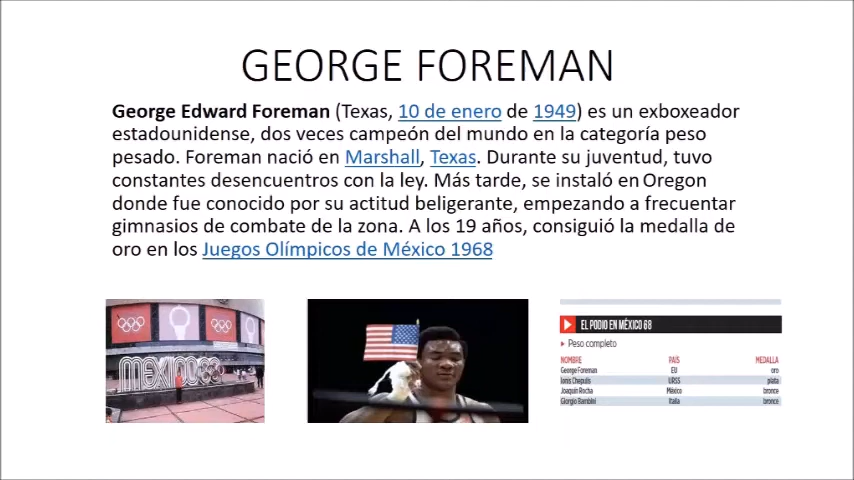 GEORGE FOREMAN
George Edward Foreman (Texas, 10 de enero de 1949) es un exboxeador
estadounidense, dos veces campeón del mundo en la categoría peso
pesado. Foreman nació en Marshall, Texas. Durante su juventud, tuvo
constantes desencuentros con la ley. Más tarde, se instaló en Oregon
donde fue conocido por su actitud beligerante, empezando a frecuentar
gimnasios de combate de la zona. A los 19 años, consiguió la medalla de
oro en los Juegos Olímpicos de México 1968
MEXICO68
EL PODIO EN MÉXICO 68
Peso completo
NOMBRE PAÍS MEDALLA
George Foreman EU oro
Ionis Chepulis URSS plata
Joaquín Rocha México bronce
Giorgio Bambini Italia bronce